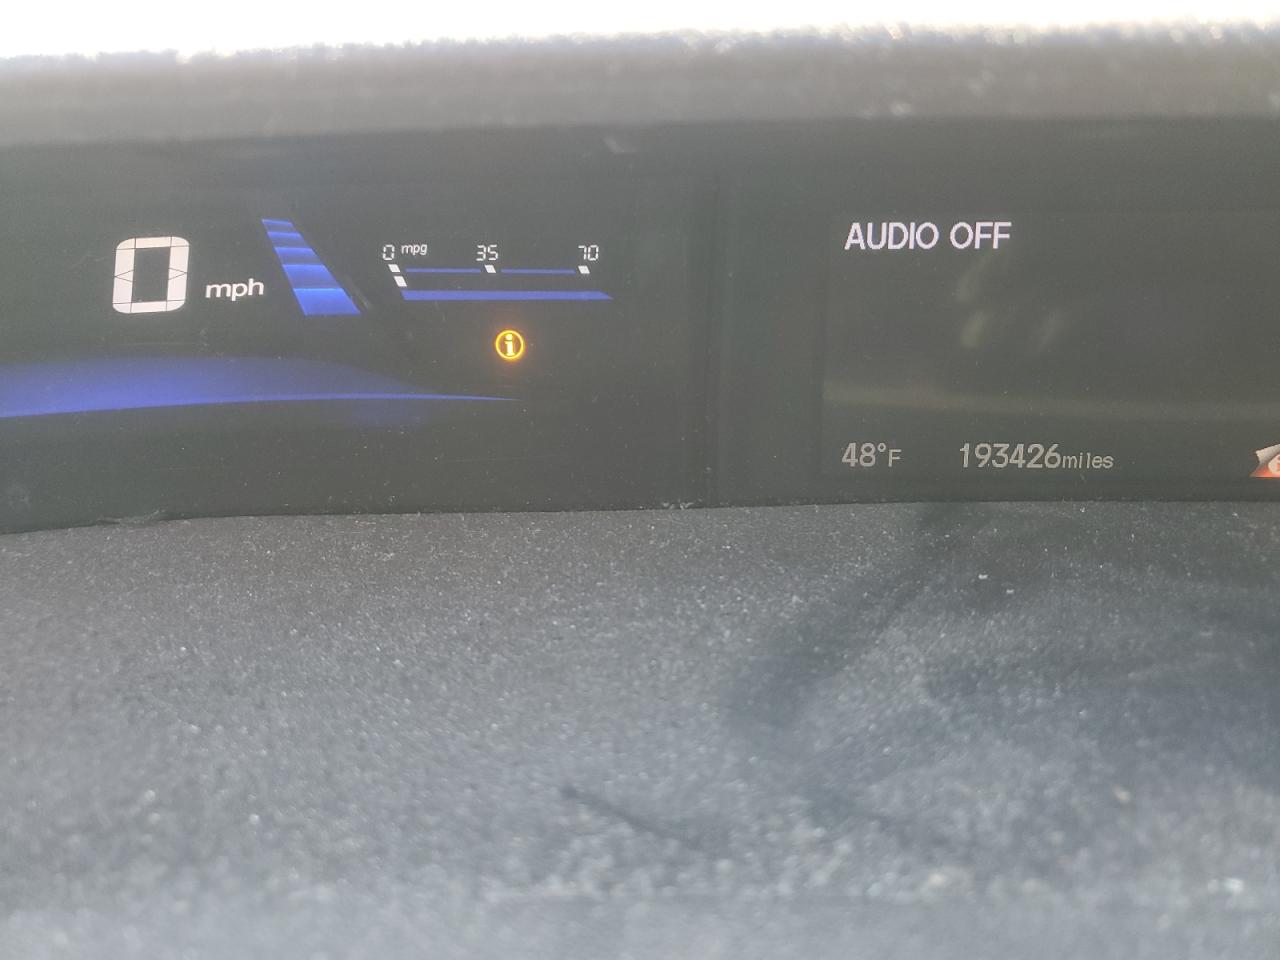 0 mph
0 mpg 35 70
i
AUDIO OFF
48°F 193426miles